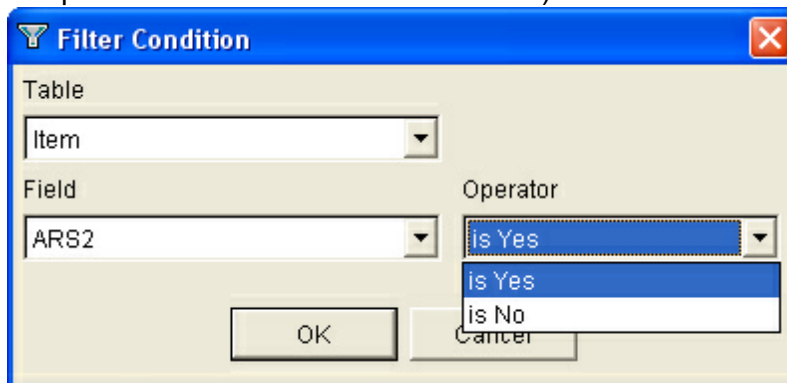 Filter Condition
Table
Item
Field Operator
ARS2 is Yes
is Yes
is No
OK Cancel